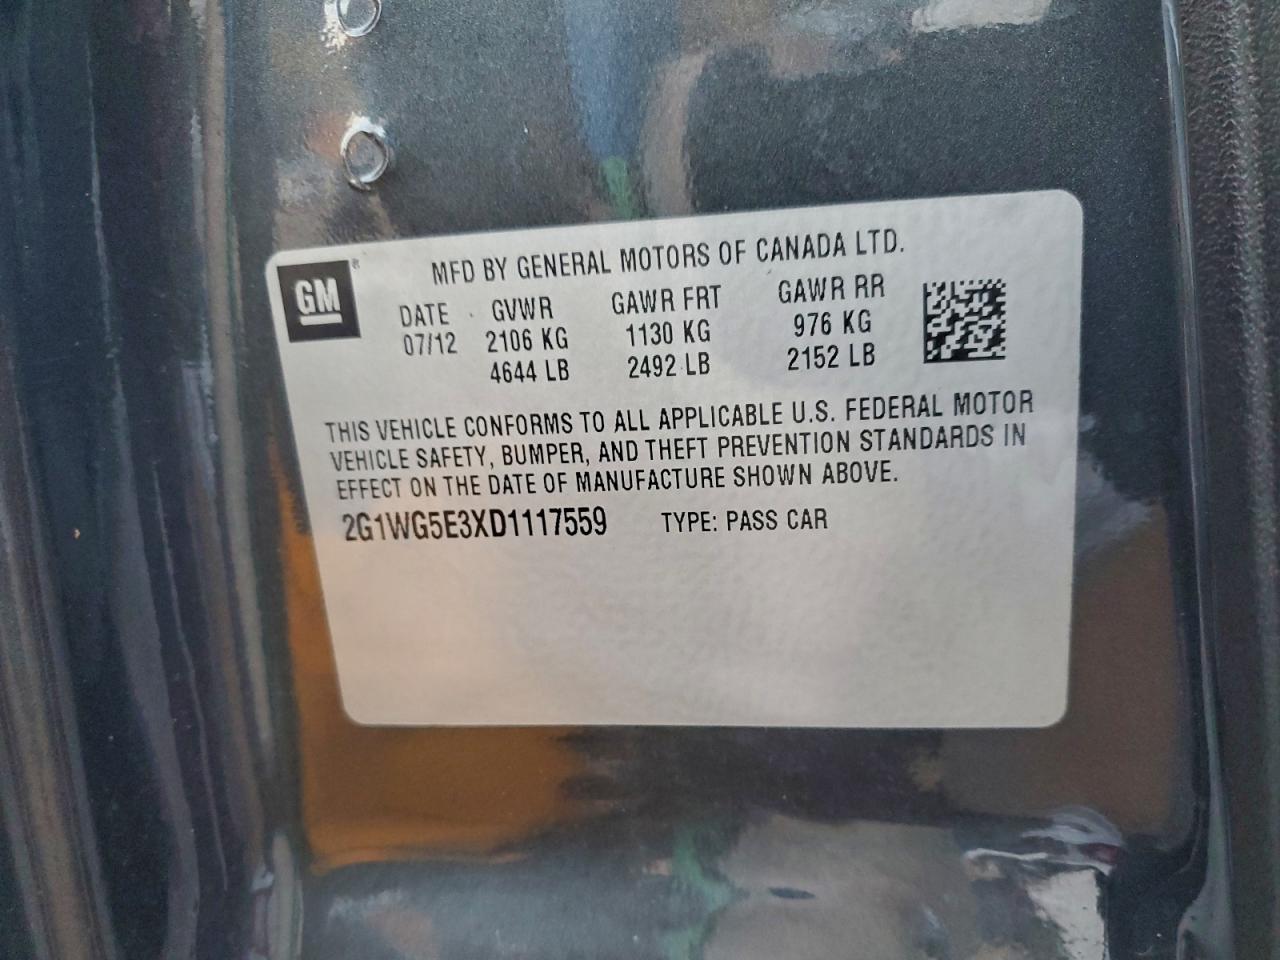 GM®
MFD BY GENERAL MOTORS OF CANADA LTD.
DATE GVWR GAWR FRT GAWR RR
07/12 2106 KG 1130 KG 976 KG
4644 LB 2492 LB 2152 LB
THIS VEHICLE CONFORMS TO ALL APPLICABLE U.S. FEDERAL MOTOR
VEHICLE SAFETY, BUMPER, AND THEFT PREVENTION STANDARDS IN
EFFECT ON THE DATE OF MANUFACTURE SHOWN ABOVE.
2G1WG5E3XD1117559 TYPE: PASS CAR